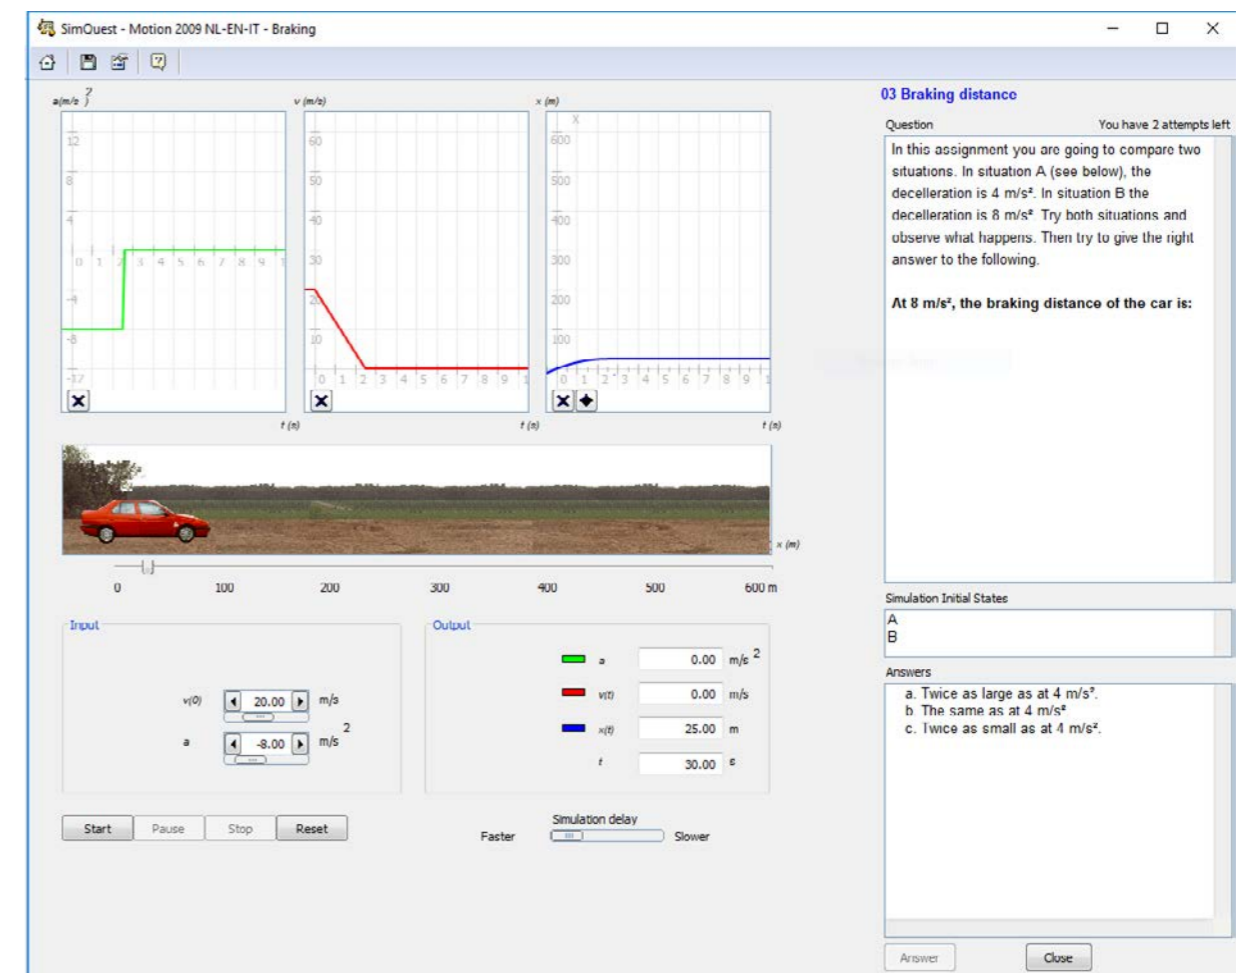 SimQuest - Motion 2009 NL-EN-IT - Braking
a(m/s²)
v (m/s)
x (m)
12
8
4
0 1 2 3 4 5 6 7 8 9 1
-4
-8
-12
t (s)
60
50
40
30
20
10
0 1 2 3 4 5 6 7 8 9 1
t (s)
X
600
500
400
300
200
100
0 1 2 3 4 5 6 7 8 9 1
t (s)
x (m)
0 100 200 300 400 500 600 m
Input
v(0) 20.00 m/s
a -8.00 m/s²
Output
a 0.00 m/s²
v(t) 0.00 m/s
x(t) 25.00 m
t 30.00 s
Start Pause Stop Reset
Simulation delay
Faster Slower
03 Braking distance
Question You have 2 attempts left
In this assignment you are going to compare two
situations. In situation A (see below), the
decelleration is 4 m/s². In situation B the
decelleration is 8 m/s² Try both situations and
observe what happens. Then try to give the right
answer to the following.
At 8 m/s², the braking distance of the car is:
Simulation Initial States
A
B
Answers
a. Twice as large as at 4 m/s².
b. The same as at 4 m/s²
c. Twice as small as at 4 m/s².
Answer Close